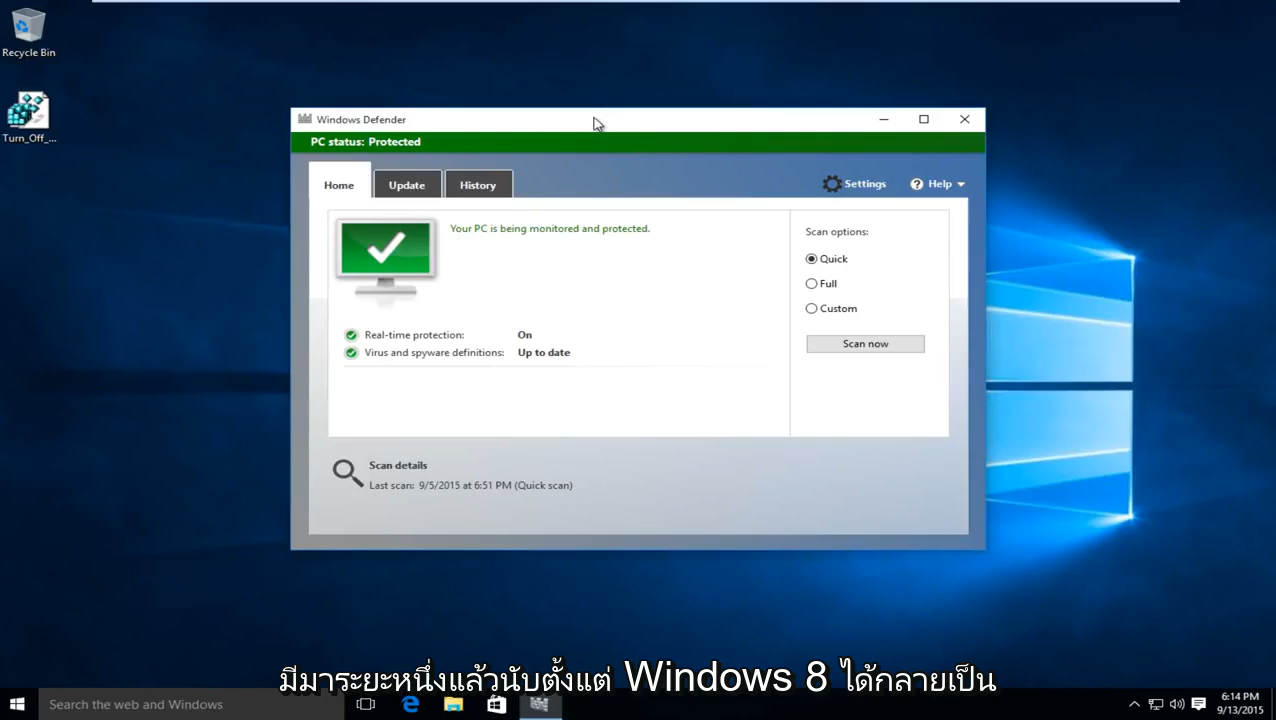 Recycle Bin
Turn_Off_...
Windows Defender
PC status: Protected
Home
Update
History
Settings
Help
Your PC is being monitored and protected.
Real-time protection: On
Virus and spyware definitions: Up to date
Scan options:
Quick
Full
Custom
Scan now
Scan details
Last scan: 9/5/2015 at 6:51 PM (Quick scan)
มีมาระยะหนึ่งแล้วนับตั้งแต่ Windows 8 ได้กลายเป็น
Search the web and Windows
6:14 PM
9/13/2015